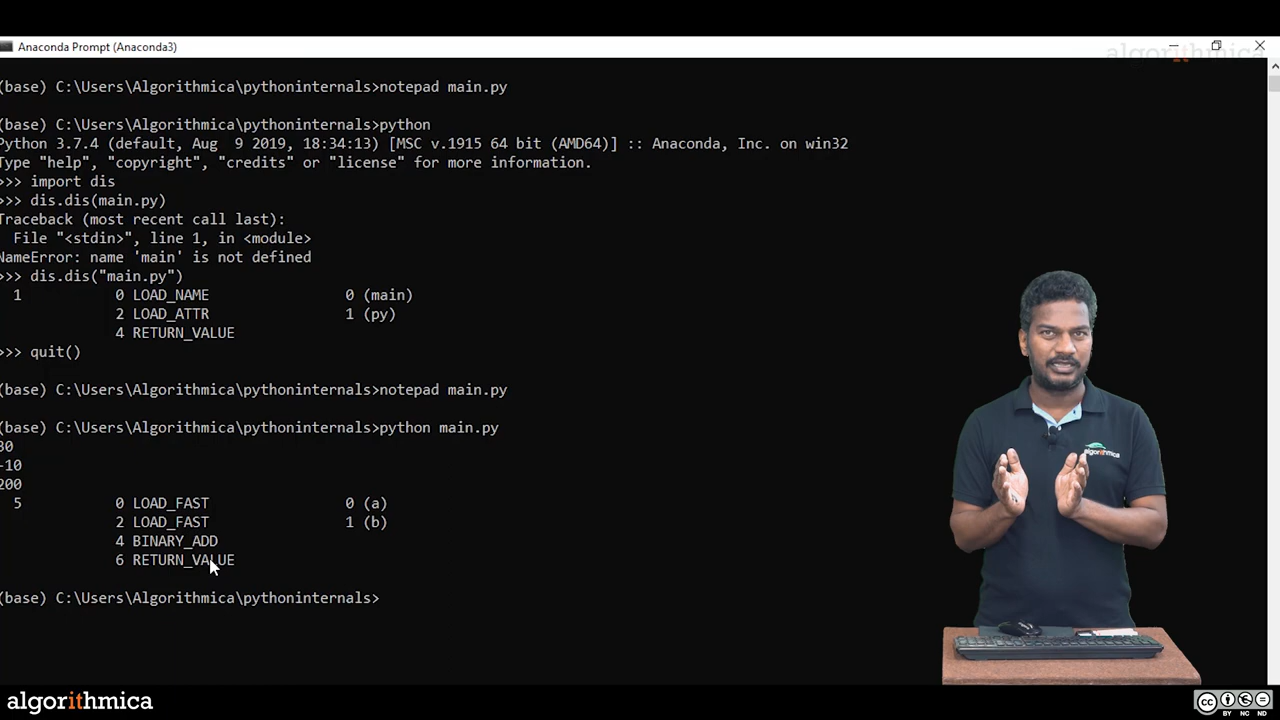 Anaconda Prompt (Anaconda3)
algorithmica
(base) C:\Users\Algorithmica\pythoninternals>notepad main.py
(base) C:\Users\Algorithmica\pythoninternals>python
Python 3.7.4 (default, Aug  9 2019, 18:34:13) [MSC v.1915 64 bit (AMD64)] :: Anaconda, Inc. on win32
Type "help", "copyright", "credits" or "license" for more information.
>>> import dis
>>> dis.dis(main.py)
Traceback (most recent call last):
  File "<stdin>", line 1, in <module>
NameError: name 'main' is not defined
>>> dis.dis("main.py")
  1           0 LOAD_NAME                0 (main)
              2 LOAD_ATTR                1 (py)
              4 RETURN_VALUE
>>> quit()
(base) C:\Users\Algorithmica\pythoninternals>notepad main.py
(base) C:\Users\Algorithmica\pythoninternals>python main.py
30
-10
200
  5           0 LOAD_FAST                0 (a)
              2 LOAD_FAST                1 (b)
              4 BINARY_ADD
              6 RETURN_VALUE
(base) C:\Users\Algorithmica\pythoninternals>
algorithmica
algorithmica
cc
BY NC ND